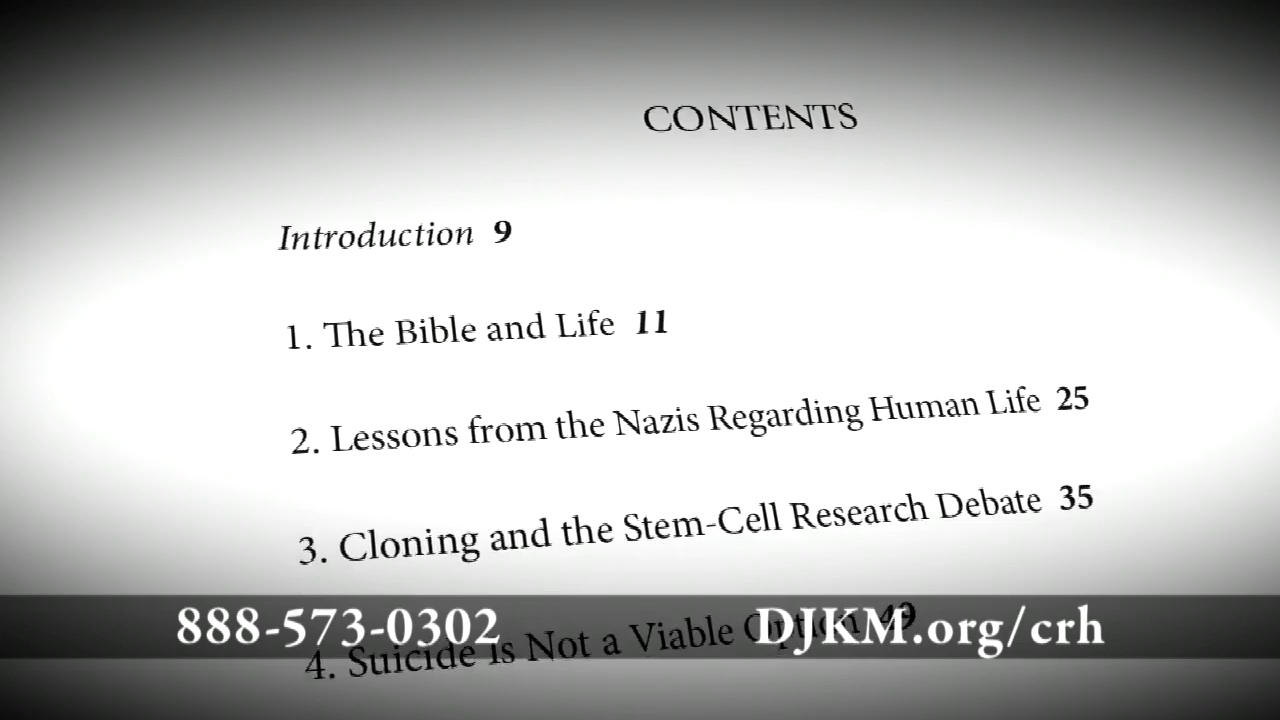 CONTENTS
Introduction 9
1. The Bible and Life 11
2. Lessons from the Nazis Regarding Human Life 25
3. Cloning and the Stem-Cell Research Debate 35
4. Suicide is Not a Viable Option 49
888-573-0302 DJKM.org/crh